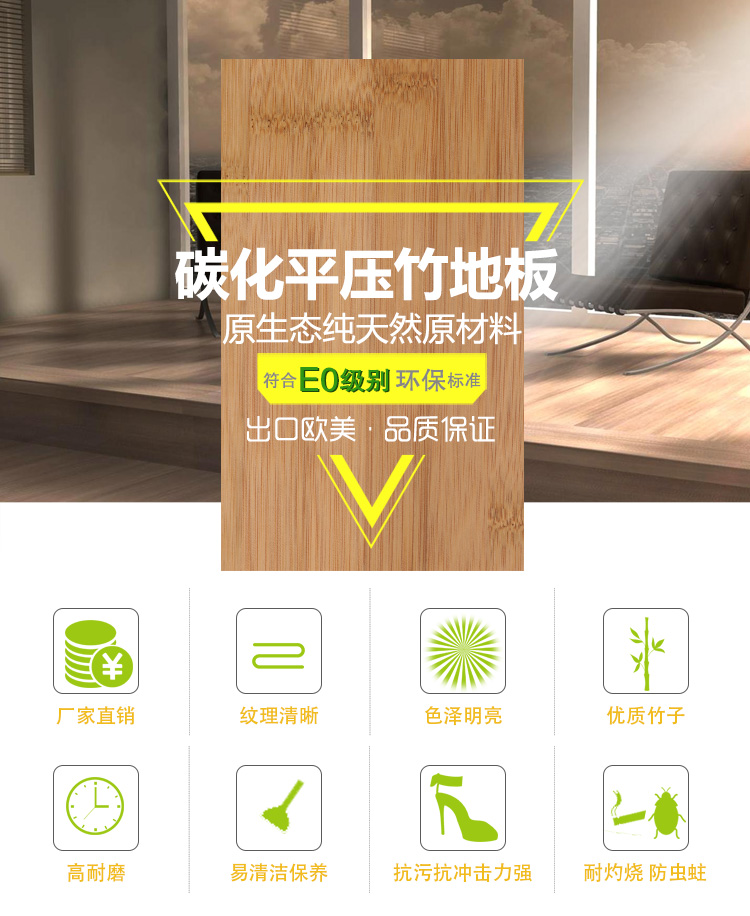 碳化平压竹地板
原生态纯天然原材料
符合E0级别环保标准
出口欧美·品质保证
¥
厂家直销
纹理清晰
色泽明亮
优质竹子
高耐磨
易清洁保养
抗污抗冲击力强
耐灼烧 防虫蛀